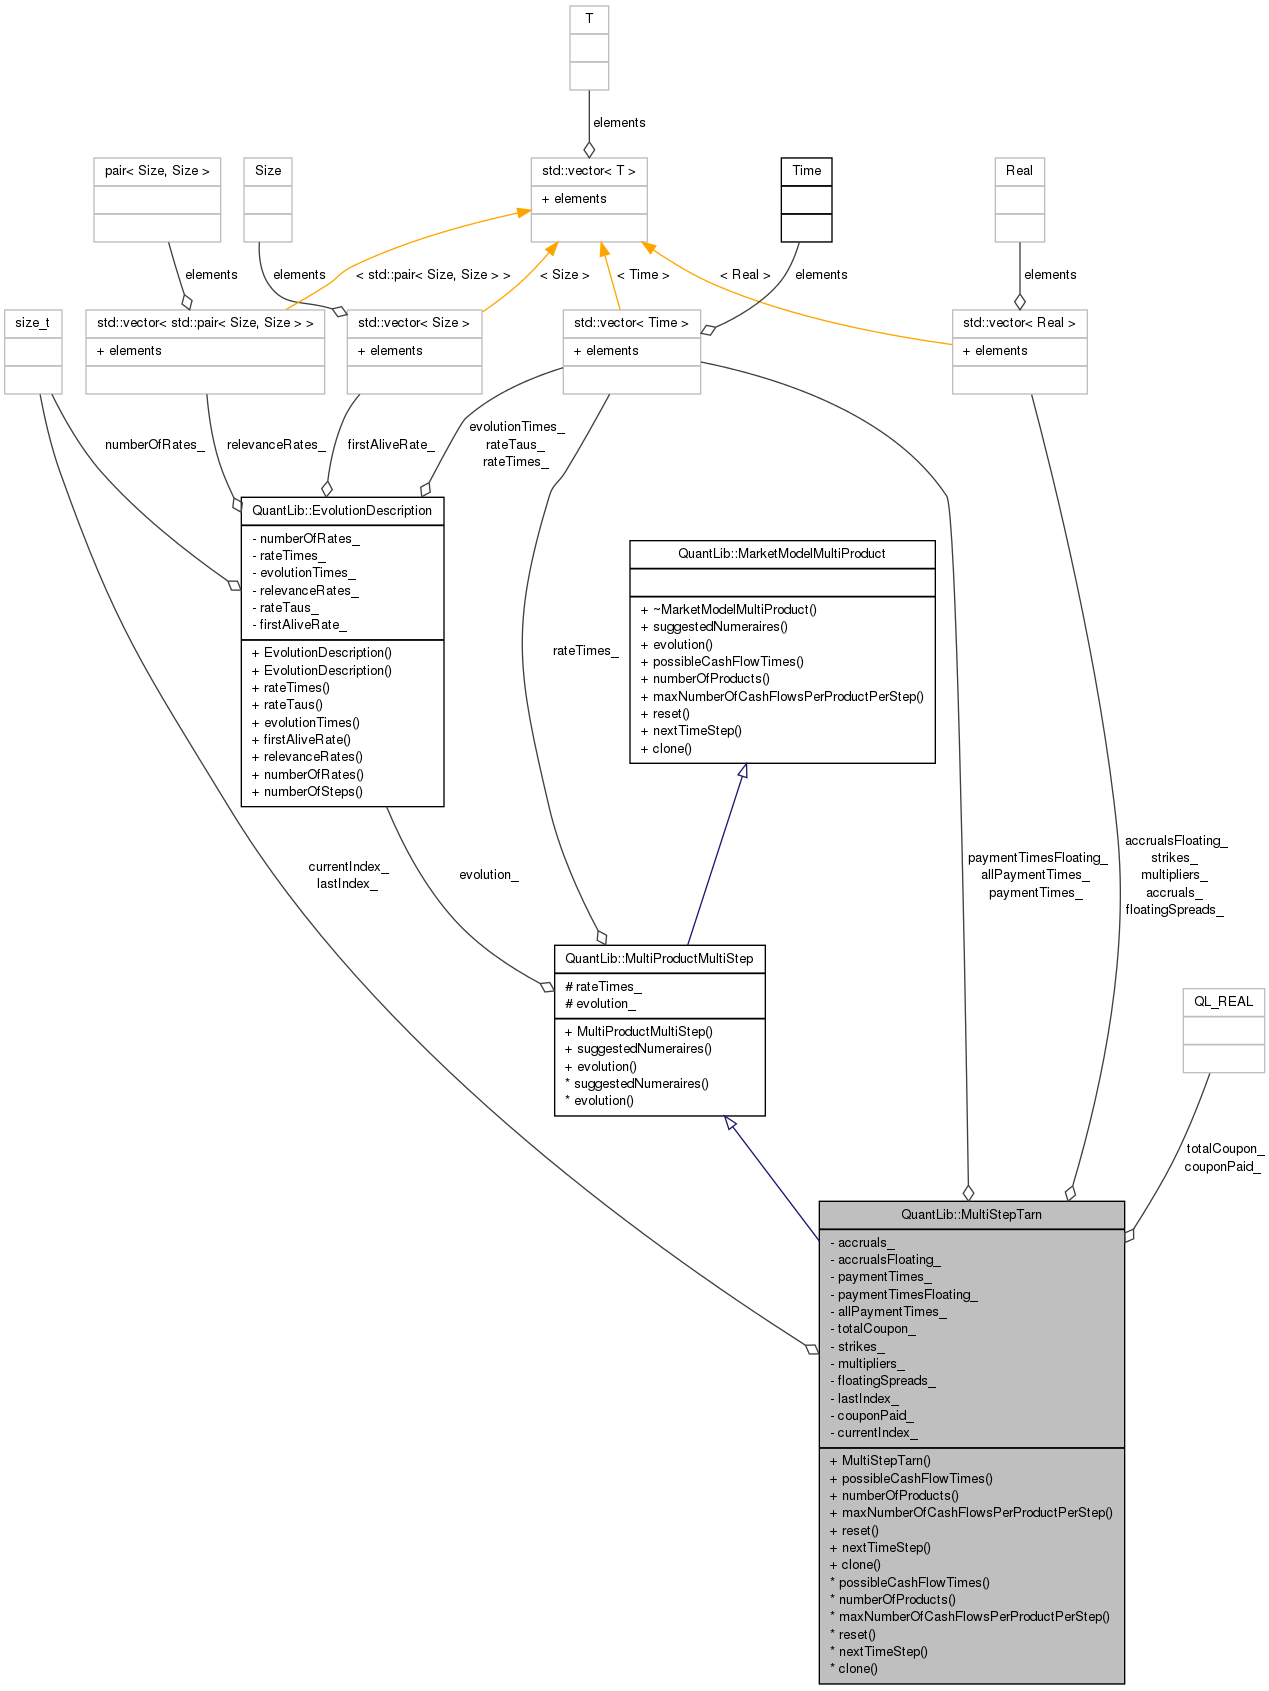 T
elements
pair< Size, Size >
Size
std::vector< T >
+ elements
Time
Real
elements
elements
< std::pair< Size, Size > >
< Size >
< Time >
< Real >
elements
elements
size_t
std::vector< std::pair< Size, Size > >
+ elements
std::vector< Size >
+ elements
std::vector< Time >
+ elements
std::vector< Real >
+ elements
numberOfRates_
relevanceRates_
firstAliveRate_
evolutionTimes_
rateTaus_
rateTimes_
QuantLib::EvolutionDescription
- numberOfRates_
- rateTimes_
- evolutionTimes_
- relevanceRates_
- rateTaus_
- firstAliveRate_
+ EvolutionDescription()
+ EvolutionDescription()
+ rateTimes()
+ rateTaus()
+ evolutionTimes()
+ firstAliveRate()
+ relevanceRates()
+ numberOfRates()
+ numberOfSteps()
rateTimes_
QuantLib::MarketModelMultiProduct
+ ~MarketModelMultiProduct()
+ suggestedNumeraires()
+ evolution()
+ possibleCashFlowTimes()
+ numberOfProducts()
+ maxNumberOfCashFlowsPerProductPerStep()
+ reset()
+ nextTimeStep()
+ clone()
currentIndex_
lastIndex_
evolution_
paymentTimesFloating_
allPaymentTimes_
paymentTimes_
accrualsFloating_
strikes_
multipliers_
accruals_
floatingSpreads_
QuantLib::MultiProductMultiStep
# rateTimes_
# evolution_
+ MultiProductMultiStep()
+ suggestedNumeraires()
+ evolution()
* suggestedNumeraires()
* evolution()
QL_REAL
totalCoupon_
couponPaid_
QuantLib::MultiStepTarn
- accruals_
- accrualsFloating_
- paymentTimes_
- paymentTimesFloating_
- allPaymentTimes_
- totalCoupon_
- strikes_
- multipliers_
- floatingSpreads_
- lastIndex_
- couponPaid_
- currentIndex_
+ MultiStepTarn()
+ possibleCashFlowTimes()
+ numberOfProducts()
+ maxNumberOfCashFlowsPerProductPerStep()
+ reset()
+ nextTimeStep()
+ clone()
* possibleCashFlowTimes()
* numberOfProducts()
* maxNumberOfCashFlowsPerProductPerStep()
* reset()
* nextTimeStep()
* clone()